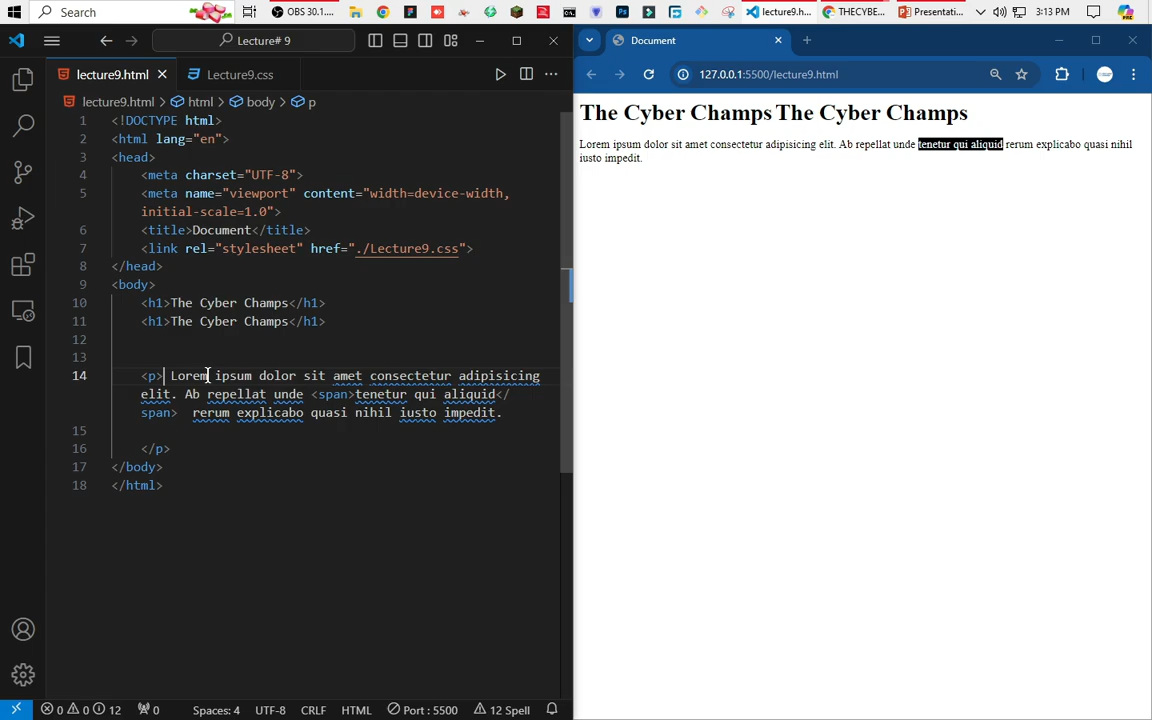 Search
OBS 30.1....
lecture9.h...
THECYBE...
Presentati...
3:13 PM
Lecture# 9
lecture9.html
Lecture9.css
lecture9.html > html > body > p
1 <!DOCTYPE html>
2 <html lang="en">
3 <head>
4 <meta charset="UTF-8">
5 <meta name="viewport" content="width=device-width,
initial-scale=1.0">
6 <title>Document</title>
7 <link rel="stylesheet" href="./Lecture9.css">
8 </head>
9 <body>
10 <h1>The Cyber Champs</h1>
11 <h1>The Cyber Champs</h1>
12
13
14 <p> Lorem ipsum dolor sit amet consectetur adipisicing
elit. Ab repellat unde <span>tenetur qui aliquid</
span> rerum explicabo quasi nihil iusto impedit.
15
16 </p>
17 </body>
18 </html>
0 0 12 0 Spaces: 4 UTF-8 CRLF HTML Port : 5500 12 Spell
Document
127.0.0.1:5500/lecture9.html
The Cyber Champs The Cyber Champs
Lorem ipsum dolor sit amet consectetur adipisicing elit. Ab repellat unde tenetur qui aliquid rerum explicabo quasi nihil
iusto impedit.